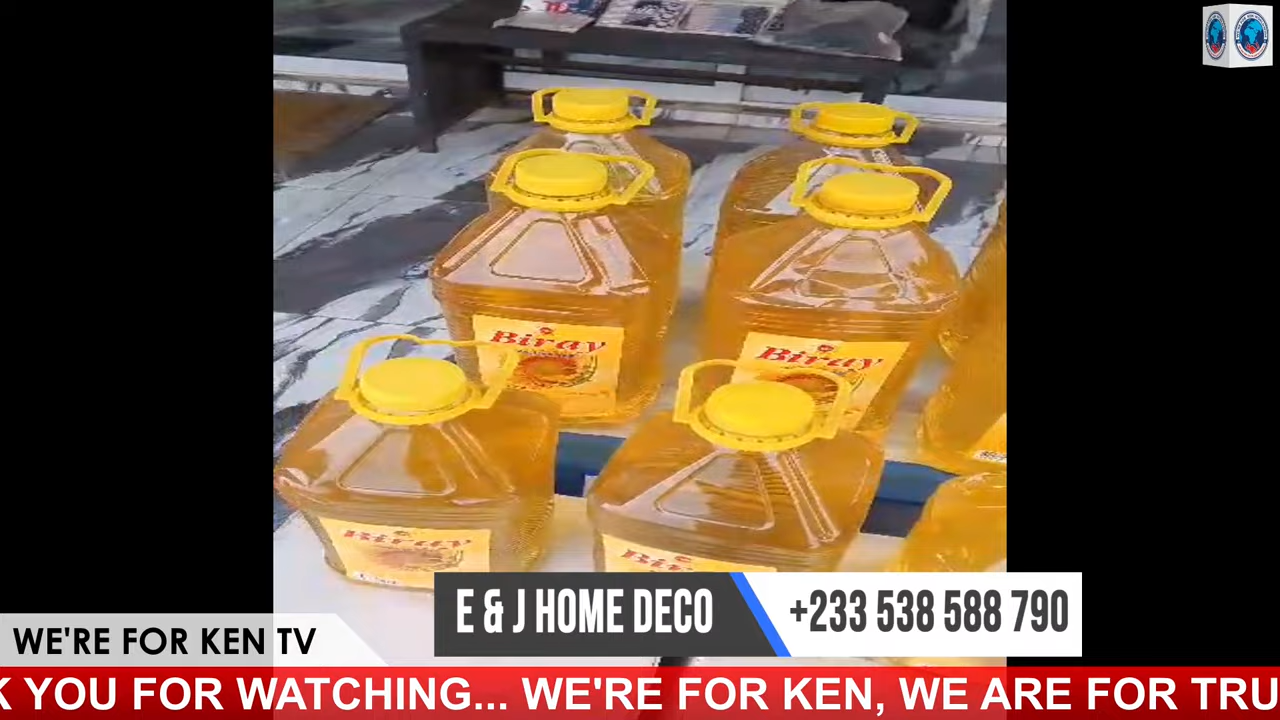 Biray
Biray
Biray
E & J HOME DECO
+233 538 588 790
WE'RE FOR KEN TV
K YOU FOR WATCHING... WE'RE FOR KEN, WE ARE FOR TRU